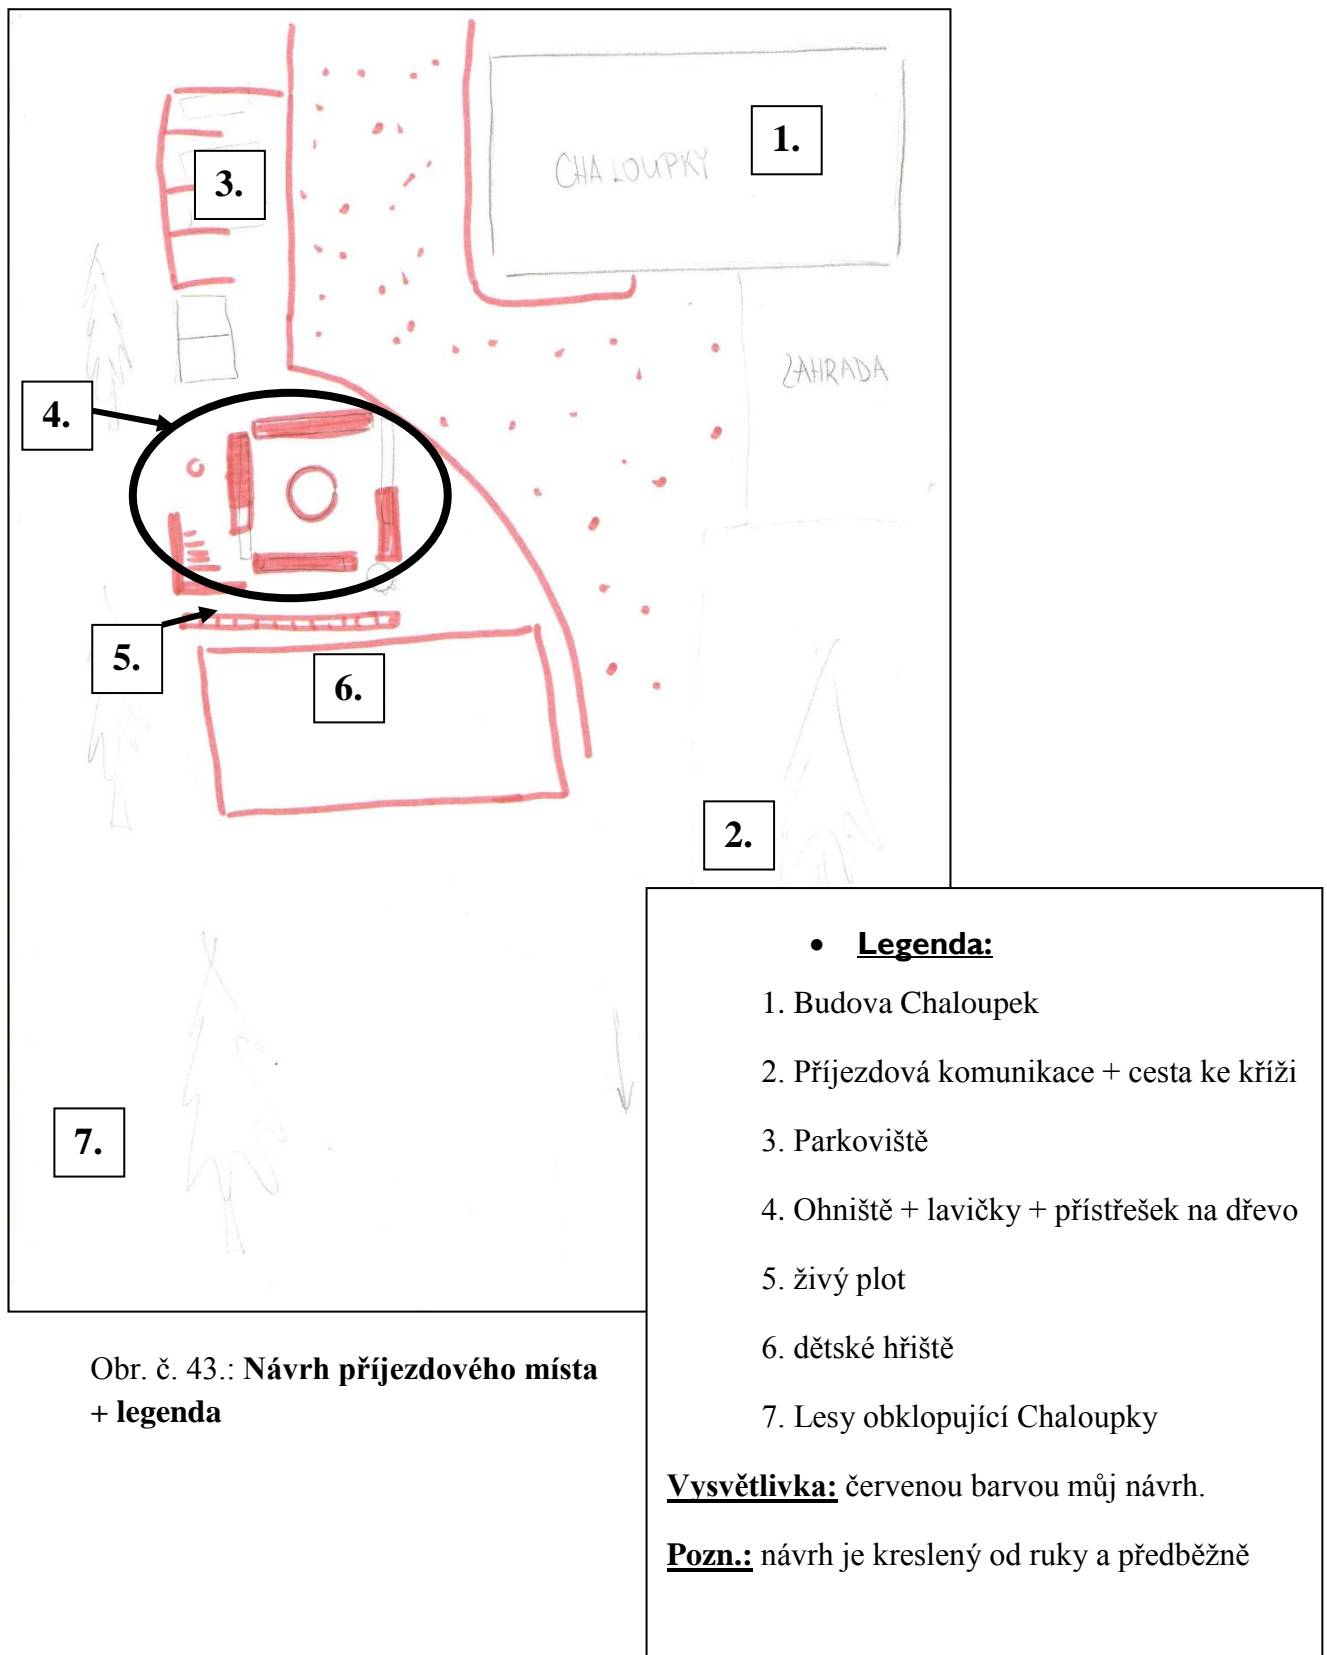 1.
CHALOUPKY
3.
ZAHRADA
4.
5.
6.
2.
7.
• Legenda:
1. Budova Chaloupek
2. Příjezdová komunikace + cesta ke kříži
3. Parkoviště
4. Ohniště + lavičky + přístřešek na dřevo
5. živý plot
6. dětské hřiště
7. Lesy obklopující Chaloupky
Vysvětlivka: červenou barvou můj návrh.
Pozn.: návrh je kreslený od ruky a předběžně
Obr. č. 43.: Návrh příjezdového místa
+ legenda